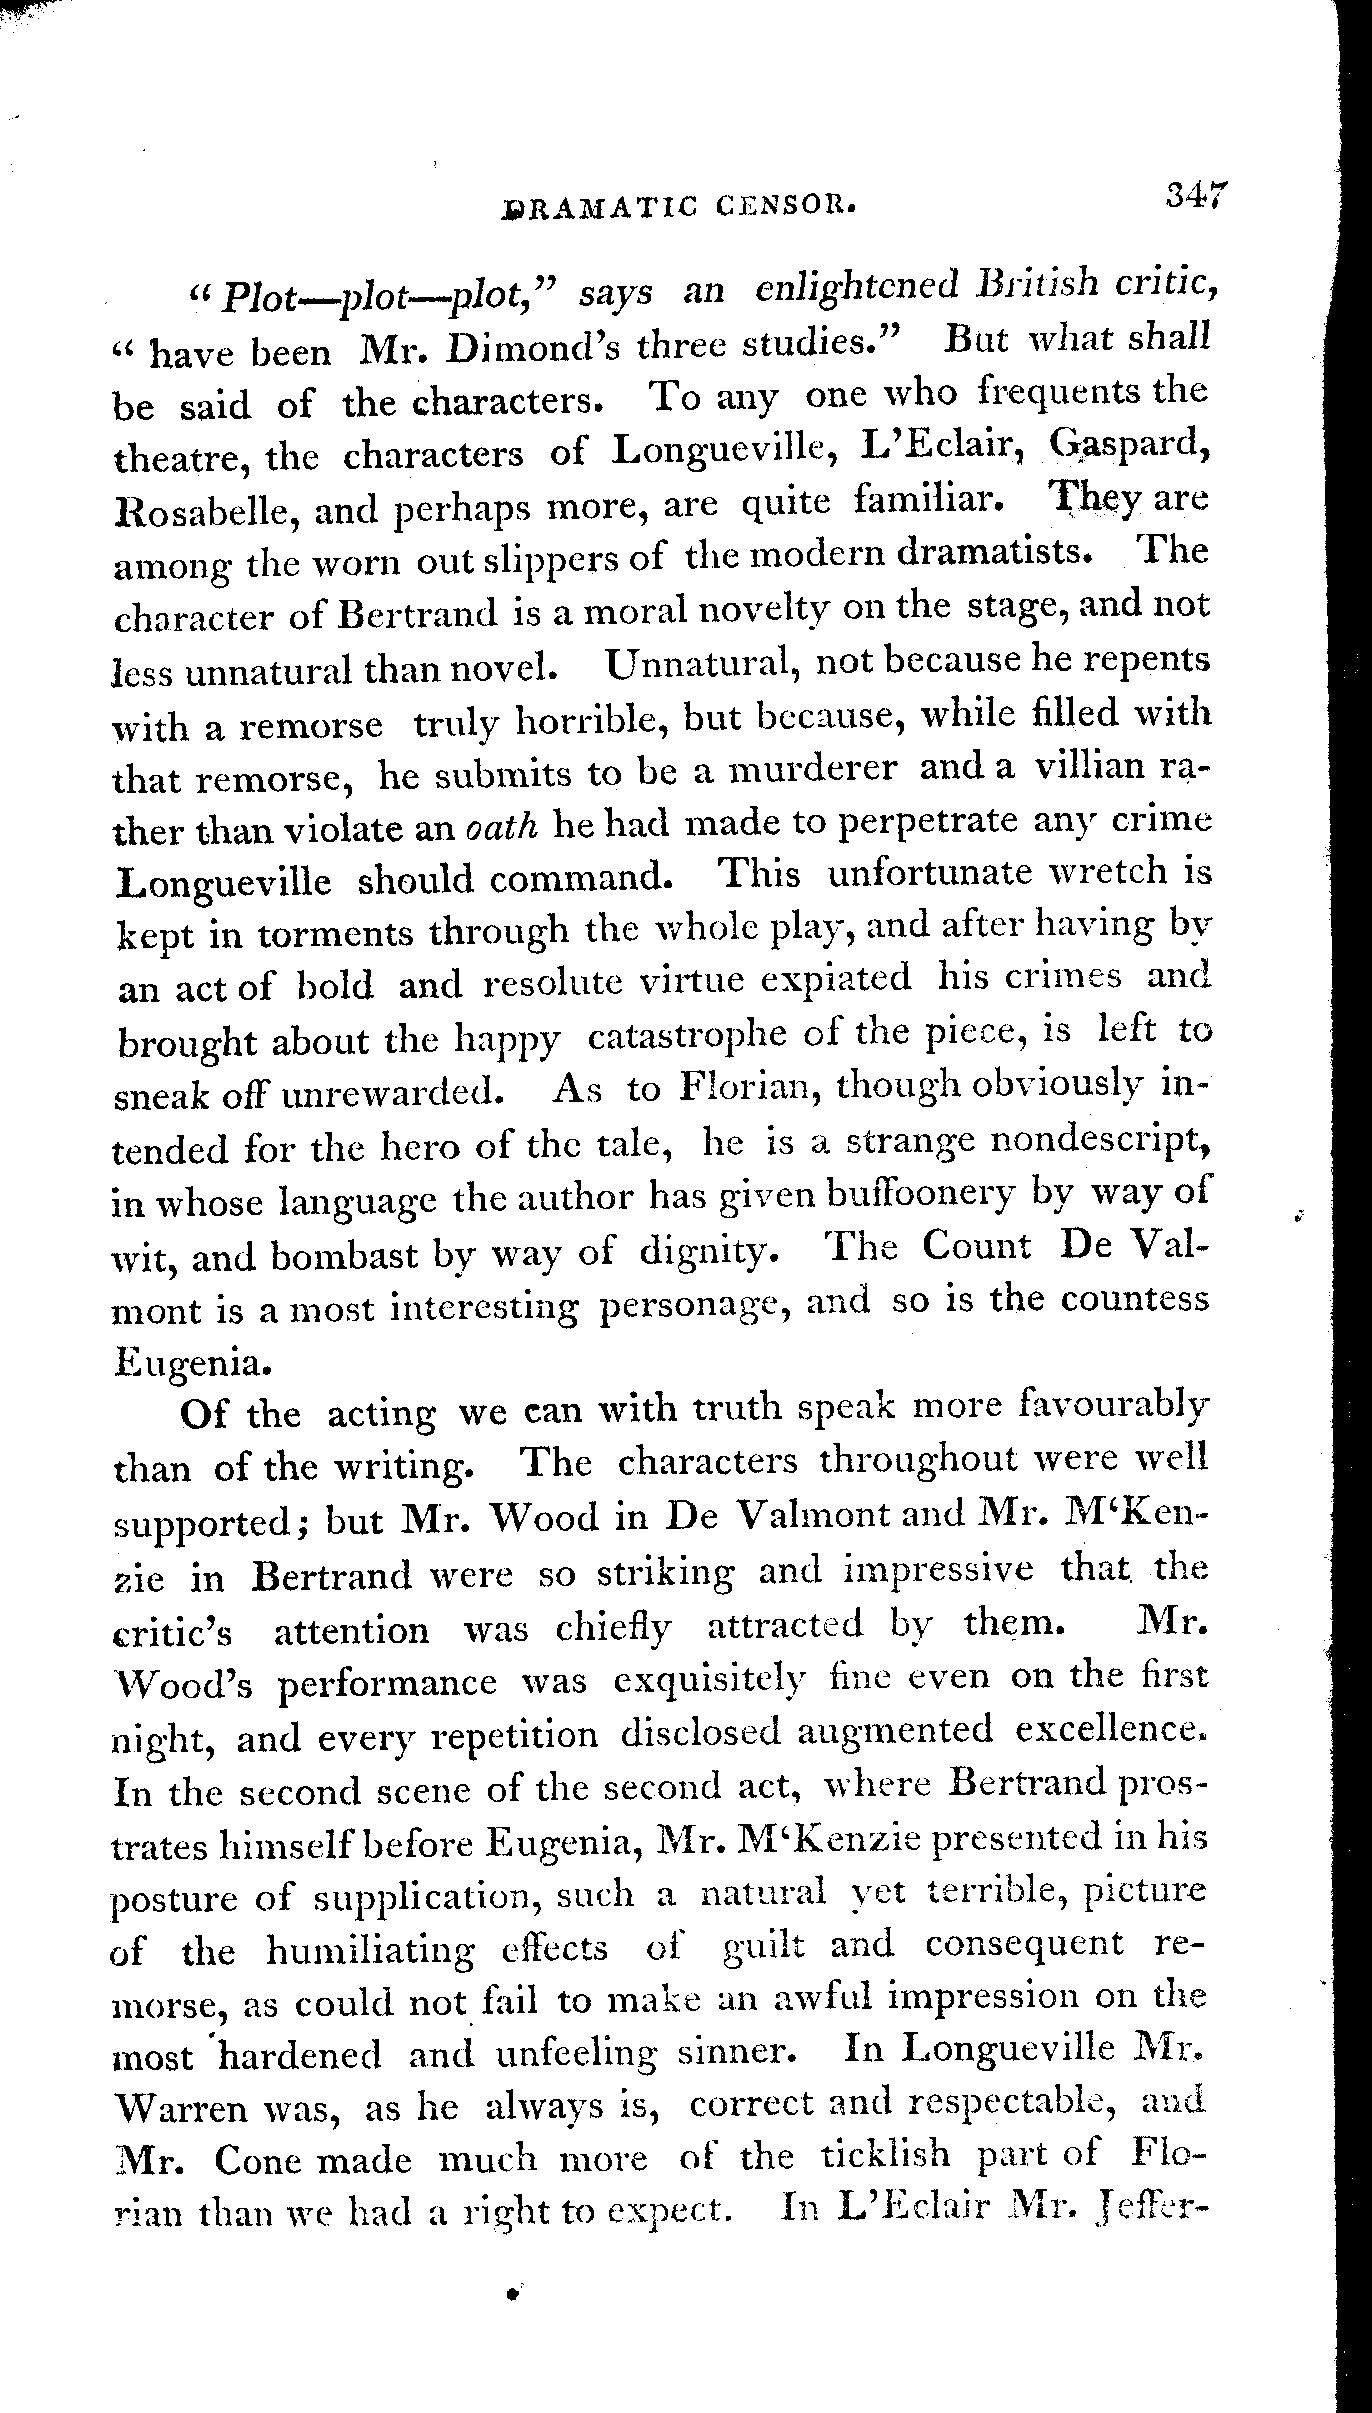 DRAMATIC CENSOR. 347
“ Plot—plot—plot,” says an enlightened British critic,
“ have been Mr. Dimond’s three studies.” But what shall
be said of the characters. To any one who frequents the
theatre, the characters of Longueville, L’Eclair, Gaspard,
Rosabelle, and perhaps more, are quite familiar. They are
among the worn out slippers of the modern dramatists. The
character of Bertrand is a moral novelty on the stage, and not
less unnatural than novel. Unnatural, not because he repents
with a remorse truly horrible, but because, while filled with
that remorse, he submits to be a murderer and a villian ra-
ther than violate an oath he had made to perpetrate any crime
Longueville should command. This unfortunate wretch is
kept in torments through the whole play, and after having by
an act of bold and resolute virtue expiated his crimes and
brought about the happy catastrophe of the piece, is left to
sneak off unrewarded. As to Florian, though obviously in-
tended for the hero of the tale, he is a strange nondescript,
in whose language the author has given buffoonery by way of
wit, and bombast by way of dignity. The Count De Val-
mont is a most interesting personage, and so is the countess
Eugenia.
Of the acting we can with truth speak more favourably
than of the writing. The characters throughout were well
supported; but Mr. Wood in De Valmont and Mr. M‘Ken-
zie in Bertrand were so striking and impressive that the
critic’s attention was chiefly attracted by them. Mr.
Wood’s performance was exquisitely fine even on the first
night, and every repetition disclosed augmented excellence.
In the second scene of the second act, where Bertrand pros-
trates himself before Eugenia, Mr. M‘Kenzie presented in his
posture of supplication, such a natural yet terrible, picture
of the humiliating effects of guilt and consequent re-
morse, as could not fail to make an awful impression on the
most hardened and unfeeling sinner. In Longueville Mr.
Warren was, as he always is, correct and respectable, and
Mr. Cone made much more of the ticklish part of Flo-
rian than we had a right to expect. In L’Eclair Mr. Jeffer-